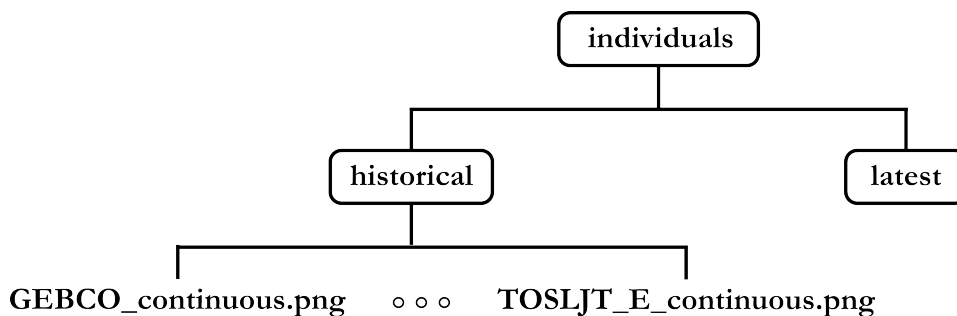 individuals
historical
latest
GEBCO_continuous.png ○ ○ ○ TOSLJT_E_continuous.png